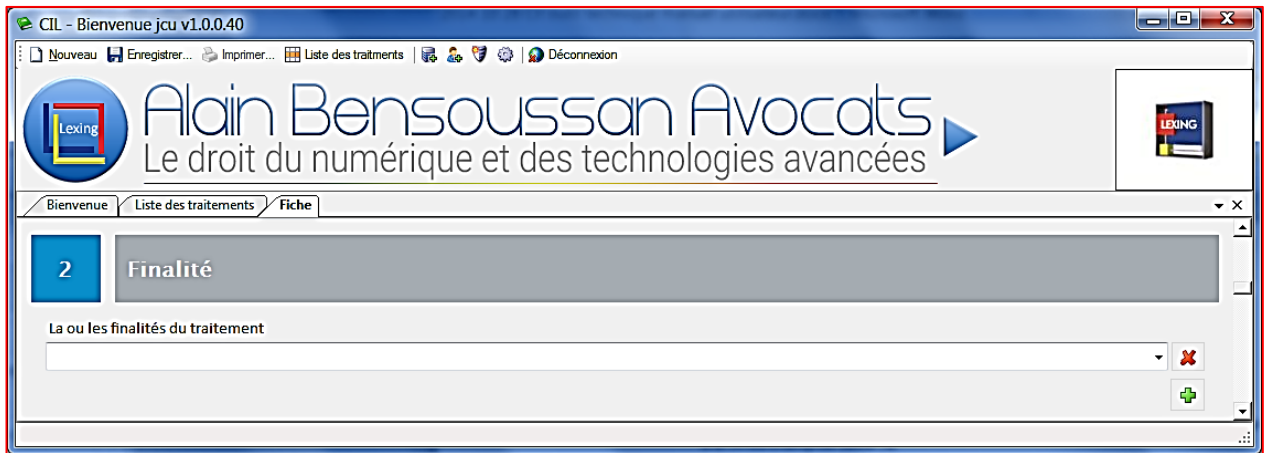 CIL - Bienvenue jcu v1.0.0.40
Nouveau Enregistrer... Imprimer... Liste des traitments Déconnexion
Lexing
Alain Bensoussan Avocats
Le droit du numérique et des technologies avancées
LEXING
Bienvenue Liste des traitements Fiche
2 Finalité
La ou les finalités du traitement